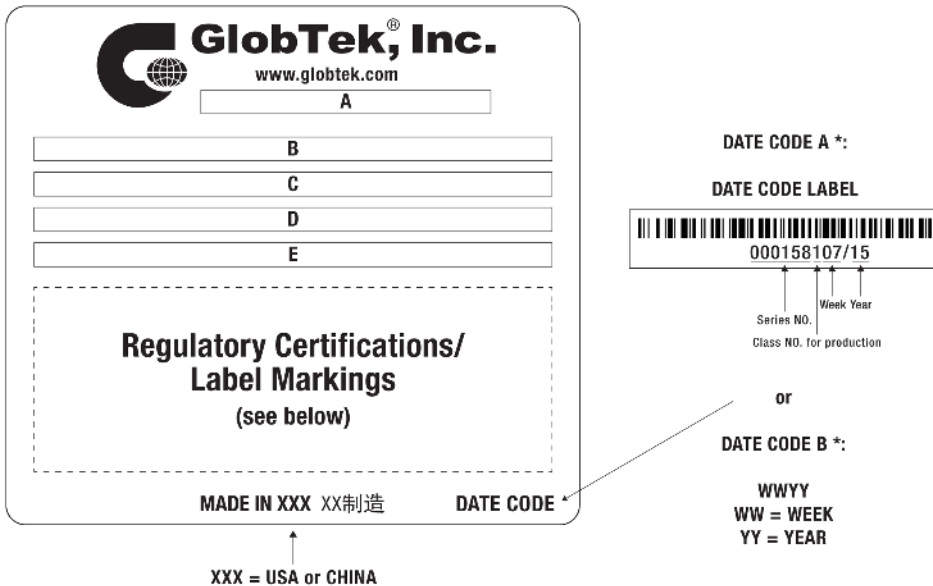 GlobTek,® Inc.
www.globtek.com
A
B
C
D
E
Regulatory Certifications/
Label Markings
(see below)
MADE IN XXX XX制造 DATE CODE
XXX = USA or CHINA
DATE CODE A *:
DATE CODE LABEL
000158107/15
Week Year
Series NO.
Class NO. for production
or
DATE CODE B *:
WWYY
WW = WEEK
YY = YEAR